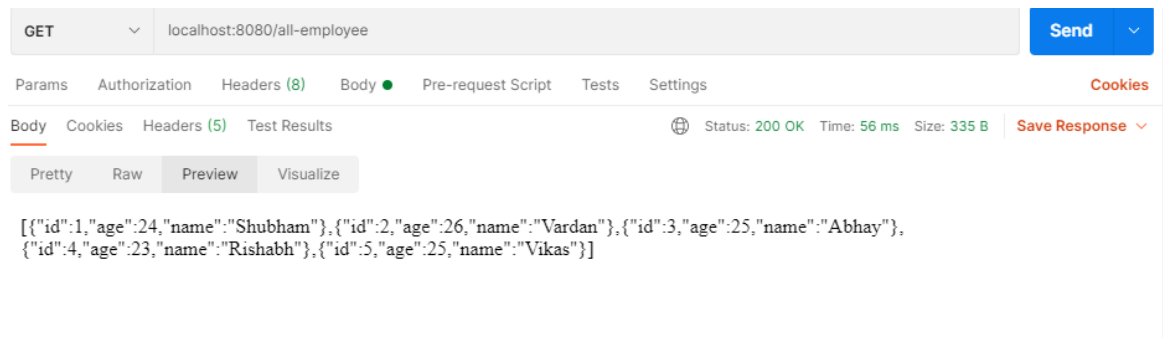 GET localhost:8080/all-employee Send
Params Authorization Headers (8) Body Pre-request Script Tests Settings Cookies
Body Cookies Headers (5) Test Results Status: 200 OK Time: 56 ms Size: 335 B Save Response
Pretty Raw Preview Visualize
[{"id":1,"age":24,"name":"Shubham"},{"id":2,"age":26,"name":"Vardan"},{"id":3,"age":25,"name":"Abhay"},
{"id":4,"age":23,"name":"Rishabh"},{"id":5,"age":25,"name":"Vikas"}]